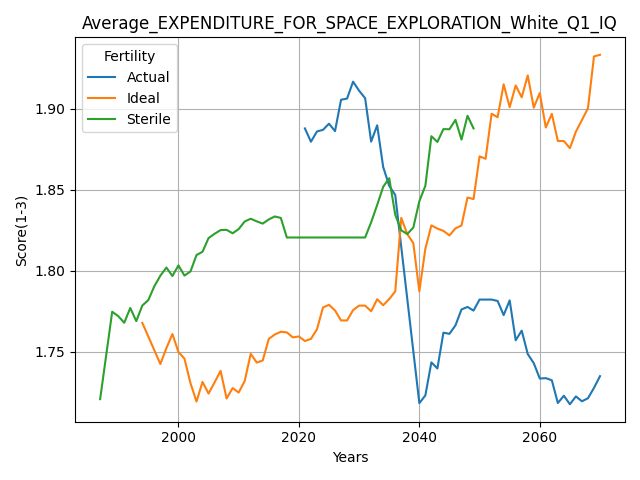 Average_EXPENDITURE_FOR_SPACE_EXPLORATION_White_Q1_IQ
Fertility
Actual
Ideal
Sterile
Score(1-3)
1.90
1.85
1.80
1.75
2000 2020 2040 2060
Years